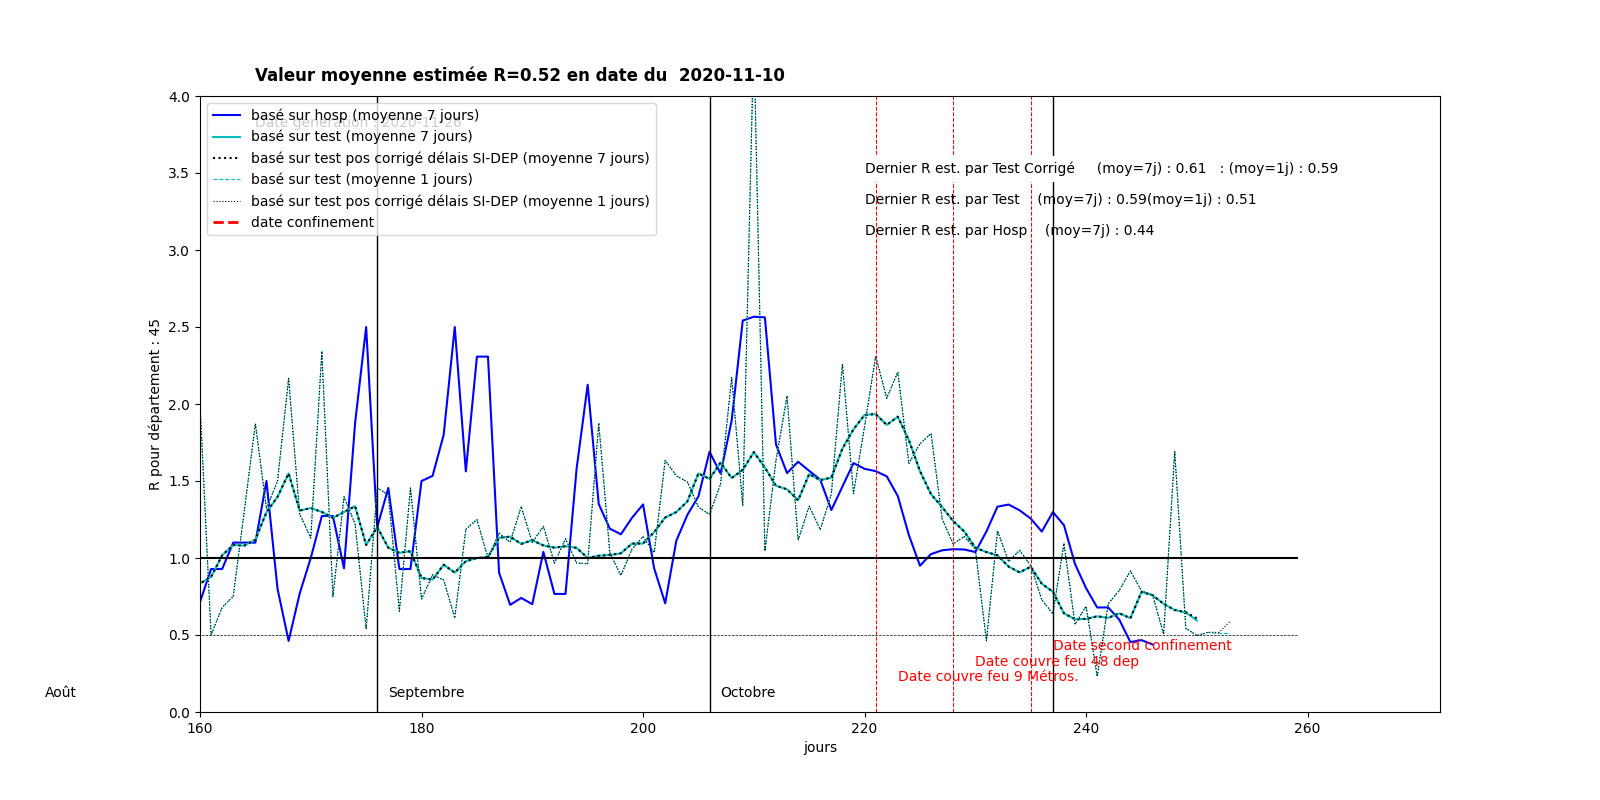 Valeur moyenne estimée R=0.52 en date du  2020-11-10
4.0
3.5
3.0
2.5
2.0
1.5
1.0
0.5
0.0
R pour département : 45
basé sur hosp (moyenne 7 jours)
Date génération : 2020-11-26
basé sur test (moyenne 7 jours)
basé sur test pos corrigé délais SI-DEP (moyenne 7 jours)
basé sur test (moyenne 1 jours)
basé sur test pos corrigé délais SI-DEP (moyenne 1 jours)
date confinement
Dernier R est. par Test Corrigé     (moy=7j) : 0.61   : (moy=1j) : 0.59
Dernier R est. par Test    (moy=7j) : 0.59(moy=1j) : 0.51
Dernier R est. par Hosp    (moy=7j) : 0.44
Date second confinement
Date couvre feu 48 dep
Date couvre feu 9 Métros.
Août
Septembre
Octobre
160
180
200
220
240
260
jours